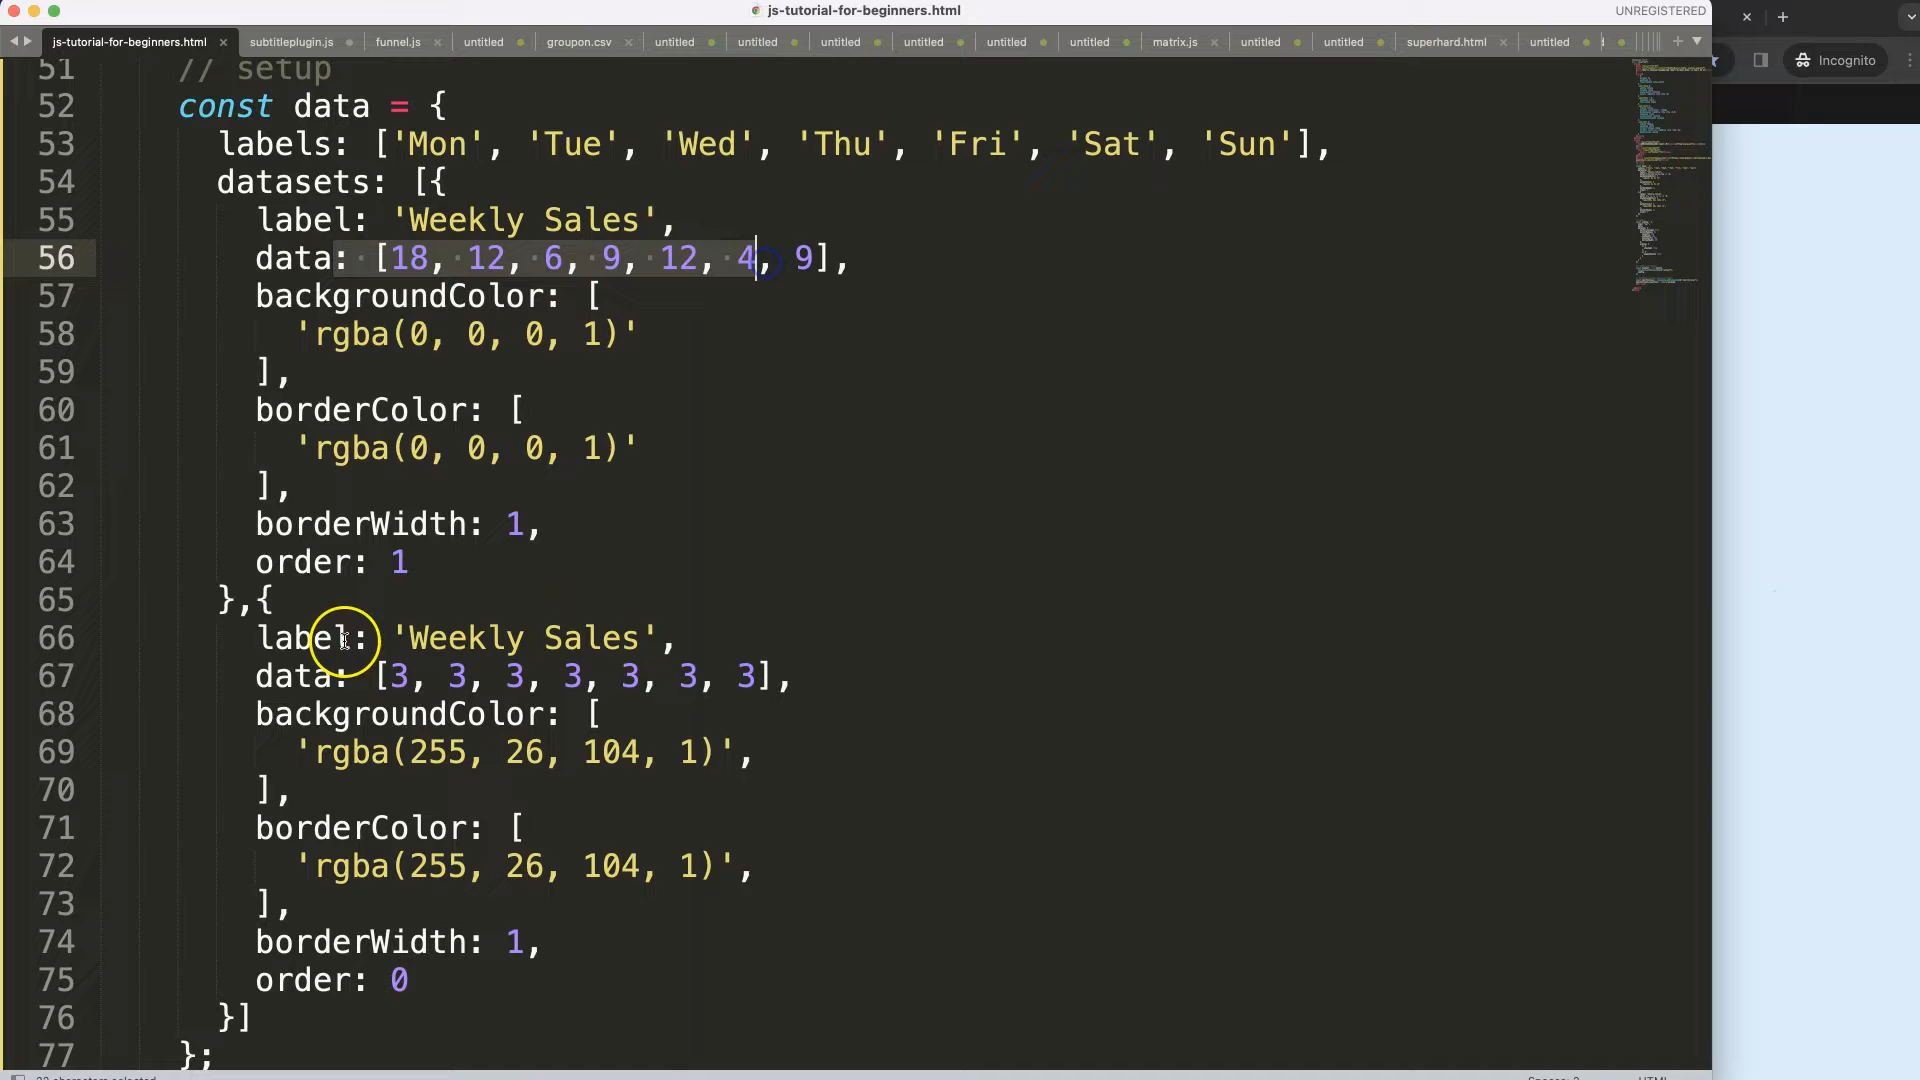 js-tutorial-for-beginners.html
UNREGISTERED
js-tutorial-for-beginners.html subtitleplugin.js funnel.js untitled groupon.csv untitled untitled untitled untitled untitled untitled matrix.js untitled untitled superhard.html untitled
Incognito
51 // setup
52 const data = {
53 labels: ['Mon', 'Tue', 'Wed', 'Thu', 'Fri', 'Sat', 'Sun'],
54 datasets: [{
55 label: 'Weekly Sales',
56 data: [18, 12, 6, 9, 12, 4, 9],
57 backgroundColor: [
58 'rgba(0, 0, 0, 1)'
59 ],
60 borderColor: [
61 'rgba(0, 0, 0, 1)'
62 ],
63 borderWidth: 1,
64 order: 1
65 },{
66 label: 'Weekly Sales',
67 data: [3, 3, 3, 3, 3, 3, 3],
68 backgroundColor: [
69 'rgba(255, 26, 104, 1)',
70 ],
71 borderColor: [
72 'rgba(255, 26, 104, 1)',
73 ],
74 borderWidth: 1,
75 order: 0
76 }]
77 };